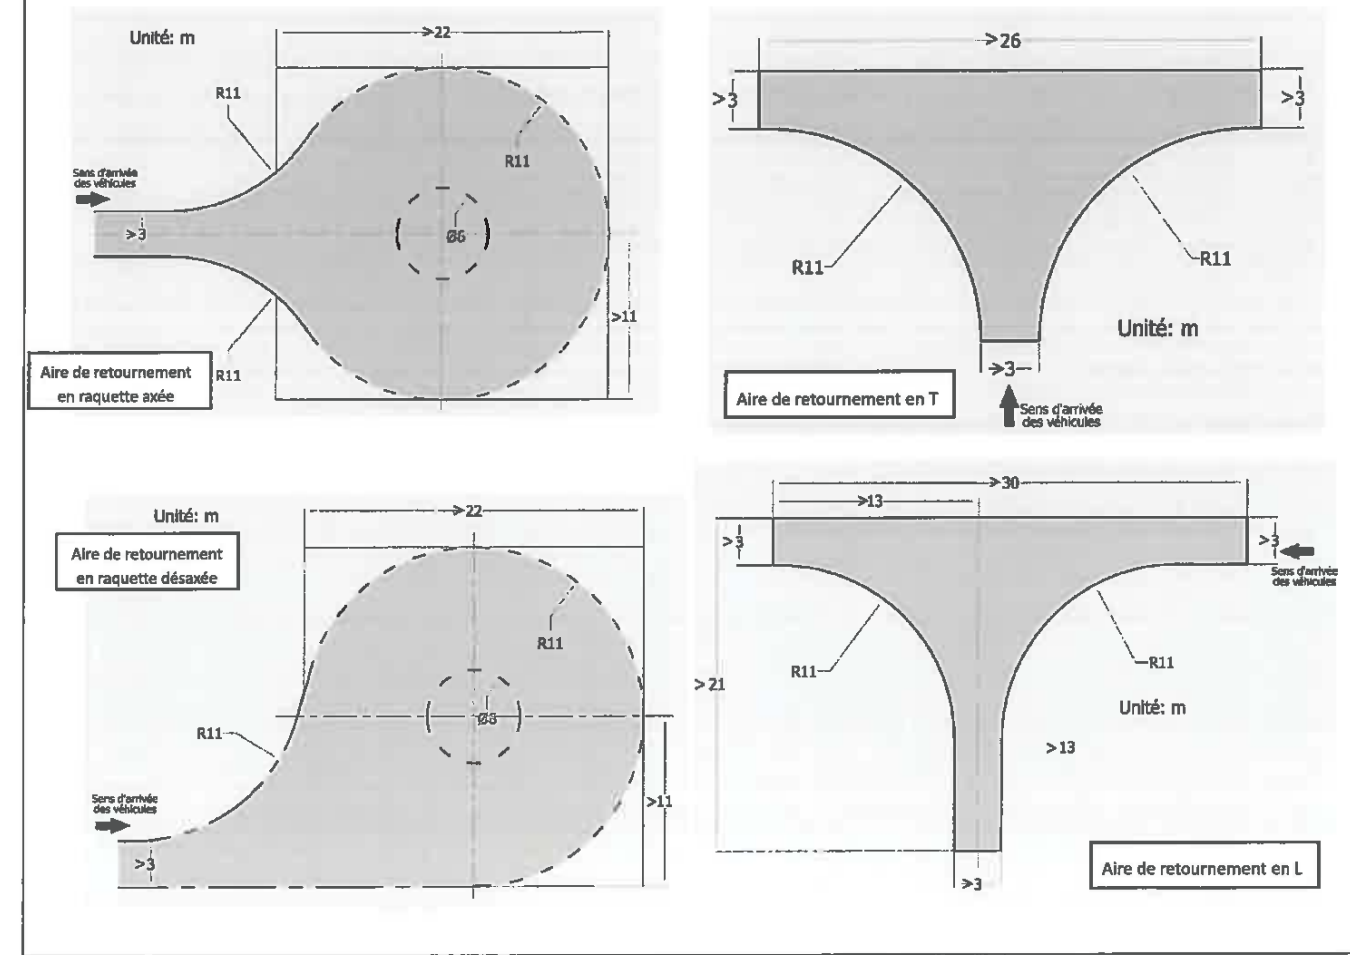 Unité: m
>22
R11
R11
Sens d'arrivée
des véhicules
>3
Ø6
>11
R11
Aire de retournement
en raquette axée
>26
>3
>3
R11
R11
Unité: m
>3
Aire de retournement en T
Sens d'arrivée
des véhicules
Unité: m
>22
Aire de retournement
en raquette désaxée
R11
R11
Sens d'arrivée
des véhicules
>3
>11
>30
>13
>3
>3
Sens d'arrivée
des véhicules
R11
R11
>21
Unité: m
>13
Aire de retournement en L
>3